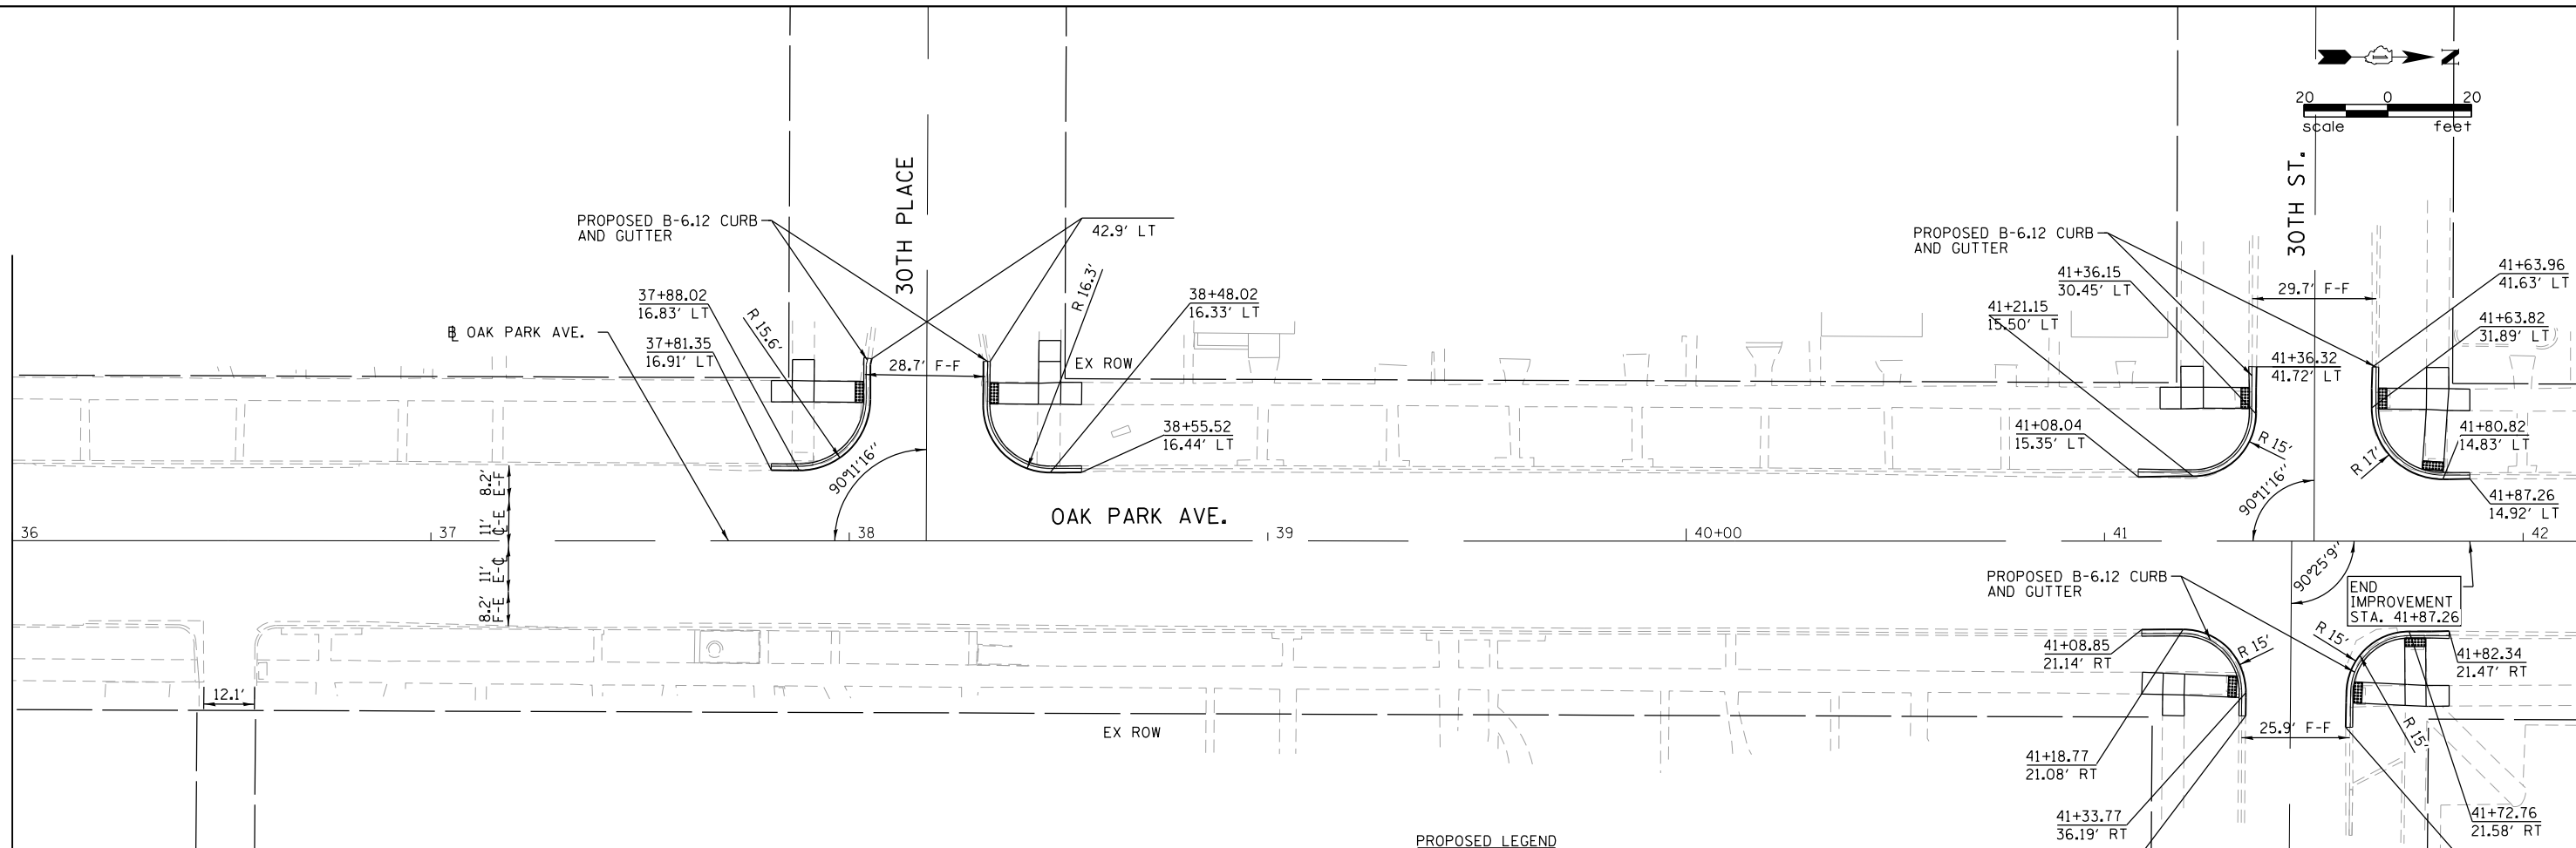 N
20 0 20
scale feet
30TH PLACE
30TH ST.
PROPOSED B-6.12 CURB
AND GUTTER
42.9' LT
R 16.3'
37+88.02
16.83' LT
R 15.6'
38+48.02
16.33' LT
OAK PARK AVE.
37+81.35
16.91' LT
28.7' F-F
EX ROW
38+55.52
16.44' LT
90°11'16''
PROPOSED B-6.12 CURB
AND GUTTER
41+36.15
30.45' LT
41+21.15
15.50' LT
29.7' F-F
41+63.96
41.63' LT
41+63.82
31.89' LT
41+36.32
41.72' LT
41+08.04
15.35' LT
R 15'
R 17'
41+80.82
14.83' LT
90°11'16''
41+87.26
14.92' LT
8.2'
E-F
11'
C-E
11'
E-C
8.2'
F-E
OAK PARK AVE.
36 37 38 39 40+00 41 42
PROPOSED B-6.12 CURB
AND GUTTER
90°25'9''
END
IMPROVEMENT
STA. 41+87.26
41+08.85
21.14' RT
R 15'
R 15'
41+82.34
21.47' RT
12.1'
EX ROW
25.9' F-F
R 15'
41+18.77
21.08' RT
41+33.77
36.19' RT
41+72.76
21.58' RT
PROPOSED LEGEND